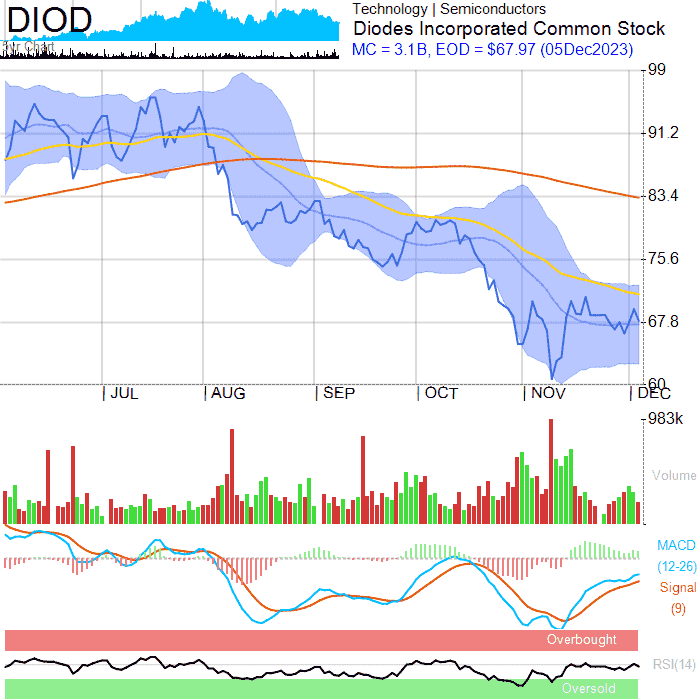 DIOD
5yr Chart
Technology | Semiconductors
Diodes Incorporated Common Stock
MC = 3.1B, EOD = $67.97 (05Dec2023)
99
91.2
83.4
75.6
67.8
60
| JUL
| AUG
| SEP
| OCT
| NOV
| DEC
983k
Volume
MACD
(12-26)
Signal
(9)
Overbought
RSI(14)
Oversold